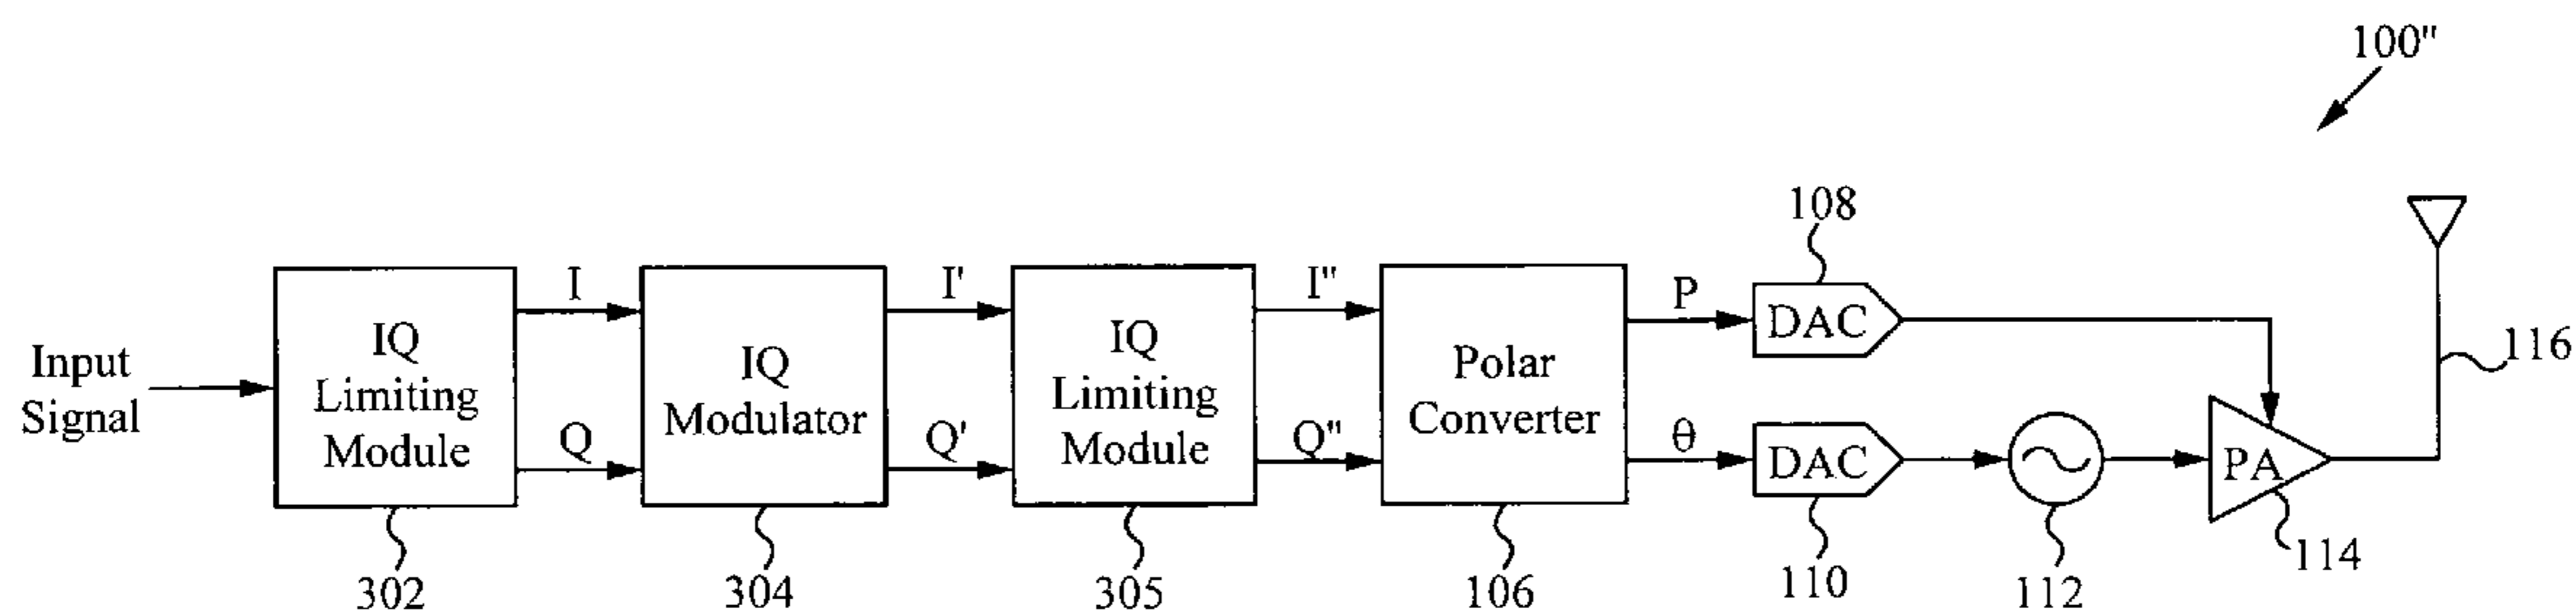 100"
108
I
I'
I"
P
DAC
Input
Signal
IQ
Limiting
Module
IQ
Modulator
IQ
Limiting
Module
Polar
Converter
116
Q
Q'
Q"
θ
DAC
PA
302
304
305
106
110
112
114